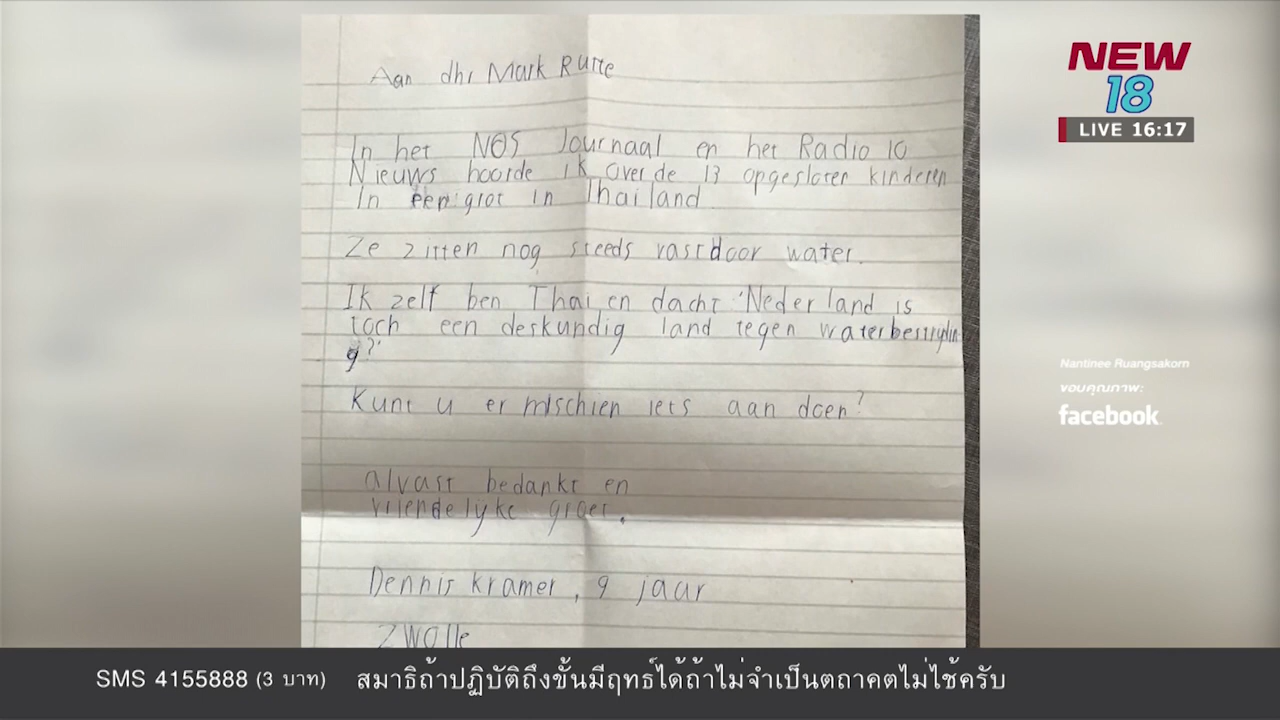 Aan dhr Mark Rutte
In het NOS Journaal en het Radio 10
Nieuws hoorde ik over de 13 opgesloten kinderen
In een grot in Thailand
Ze zitten nog steeds vast door water.
Ik zelf ben Thai en dacht 'Nederland is
toch een deskundig land tegen waterbestrijdin
g?'
Kunt u er mischien iets aan doen?
alvast bedankt en
vriendelijke groet.
Dennis Kramer, 9 jaar
Zwolle
NEW
18
LIVE 16:17
Nantinee Ruangsakorn
ขอบคุณภาพ:
facebook
SMS 4155888 (3 บาท) สมาธิถ้าปฏิบัติถึงขั้นมีฤทธ์ได้ถ้าไม่จำเป็นตถาคตไม่ใช้ครับ